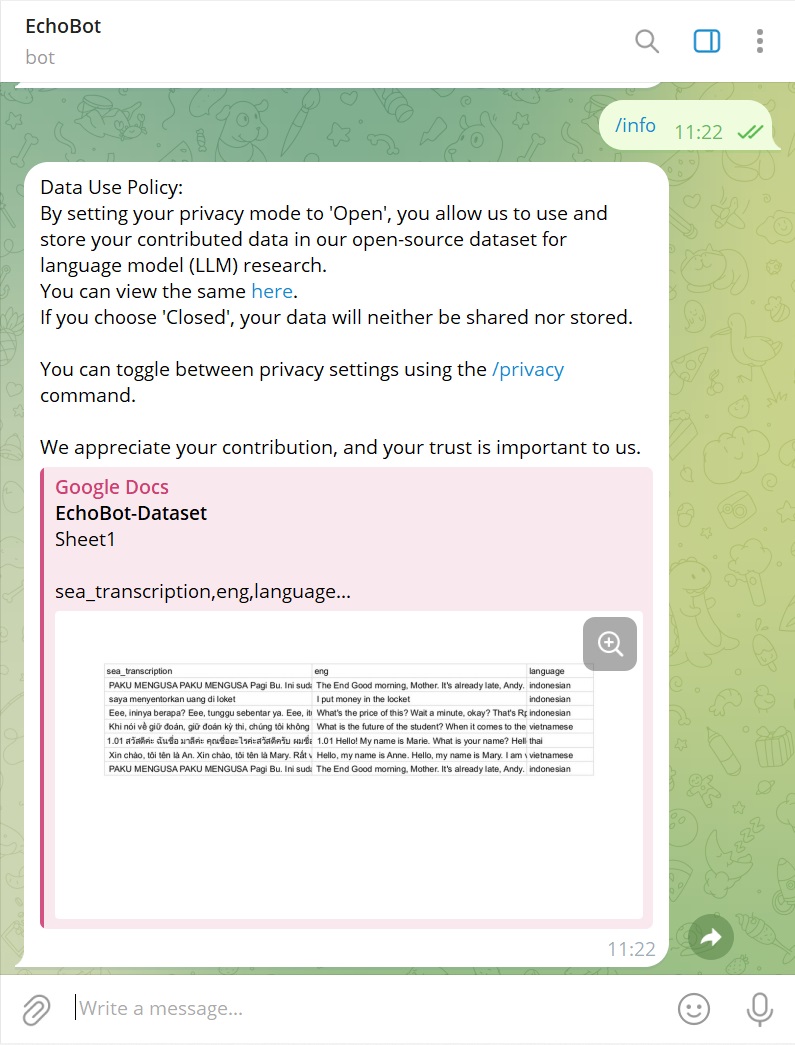 EchoBot
bot
/info 11:22
Data Use Policy:
By setting your privacy mode to 'Open', you allow us to use and
store your contributed data in our open-source dataset for
language model (LLM) research.
You can view the same here.
If you choose 'Closed', your data will neither be shared nor stored.
You can toggle between privacy settings using the /privacy
command.
We appreciate your contribution, and your trust is important to us.
Google Docs
EchoBot-Dataset
Sheet1
sea_transcription,eng,language...
sea_transcription eng language
PAKU MENGUSA PAKU MENGUSA Pagi Bu. Ini suda The End Good morning, Mother. It's already late, Andy. indonesian
saya menyentorkan uang di loket I put money in the locket indonesian
Eee, ininya berapa? Eee, tunggu sebentar ya. Eee, it What's the price of this? Wait a minute, okay? That's Rp indonesian
Khi nói về giữ đoán, giữ đoán kỳ thi, chúng tôi không What is the future of the student? When it comes to the vietnamese
1.01 สวัสดีค่ะ ฉันชื่อ มาลีค่ะ คุณชื่ออะไรค่ะสวัสดีครับ ผมชื่อ 1.01 Hello! My name is Marie. What is your name? Hell thai
Xin chào, tôi tên là An. Xin chào, tôi tên là Mary. Rất v Hello, my name is Anne. Hello, my name is Mary. I am v vietnamese
PAKU MENGUSA PAKU MENGUSA Pagi Bu. Ini suda The End Good morning, Mother. It's already late, Andy. indonesian
11:22
Write a message...